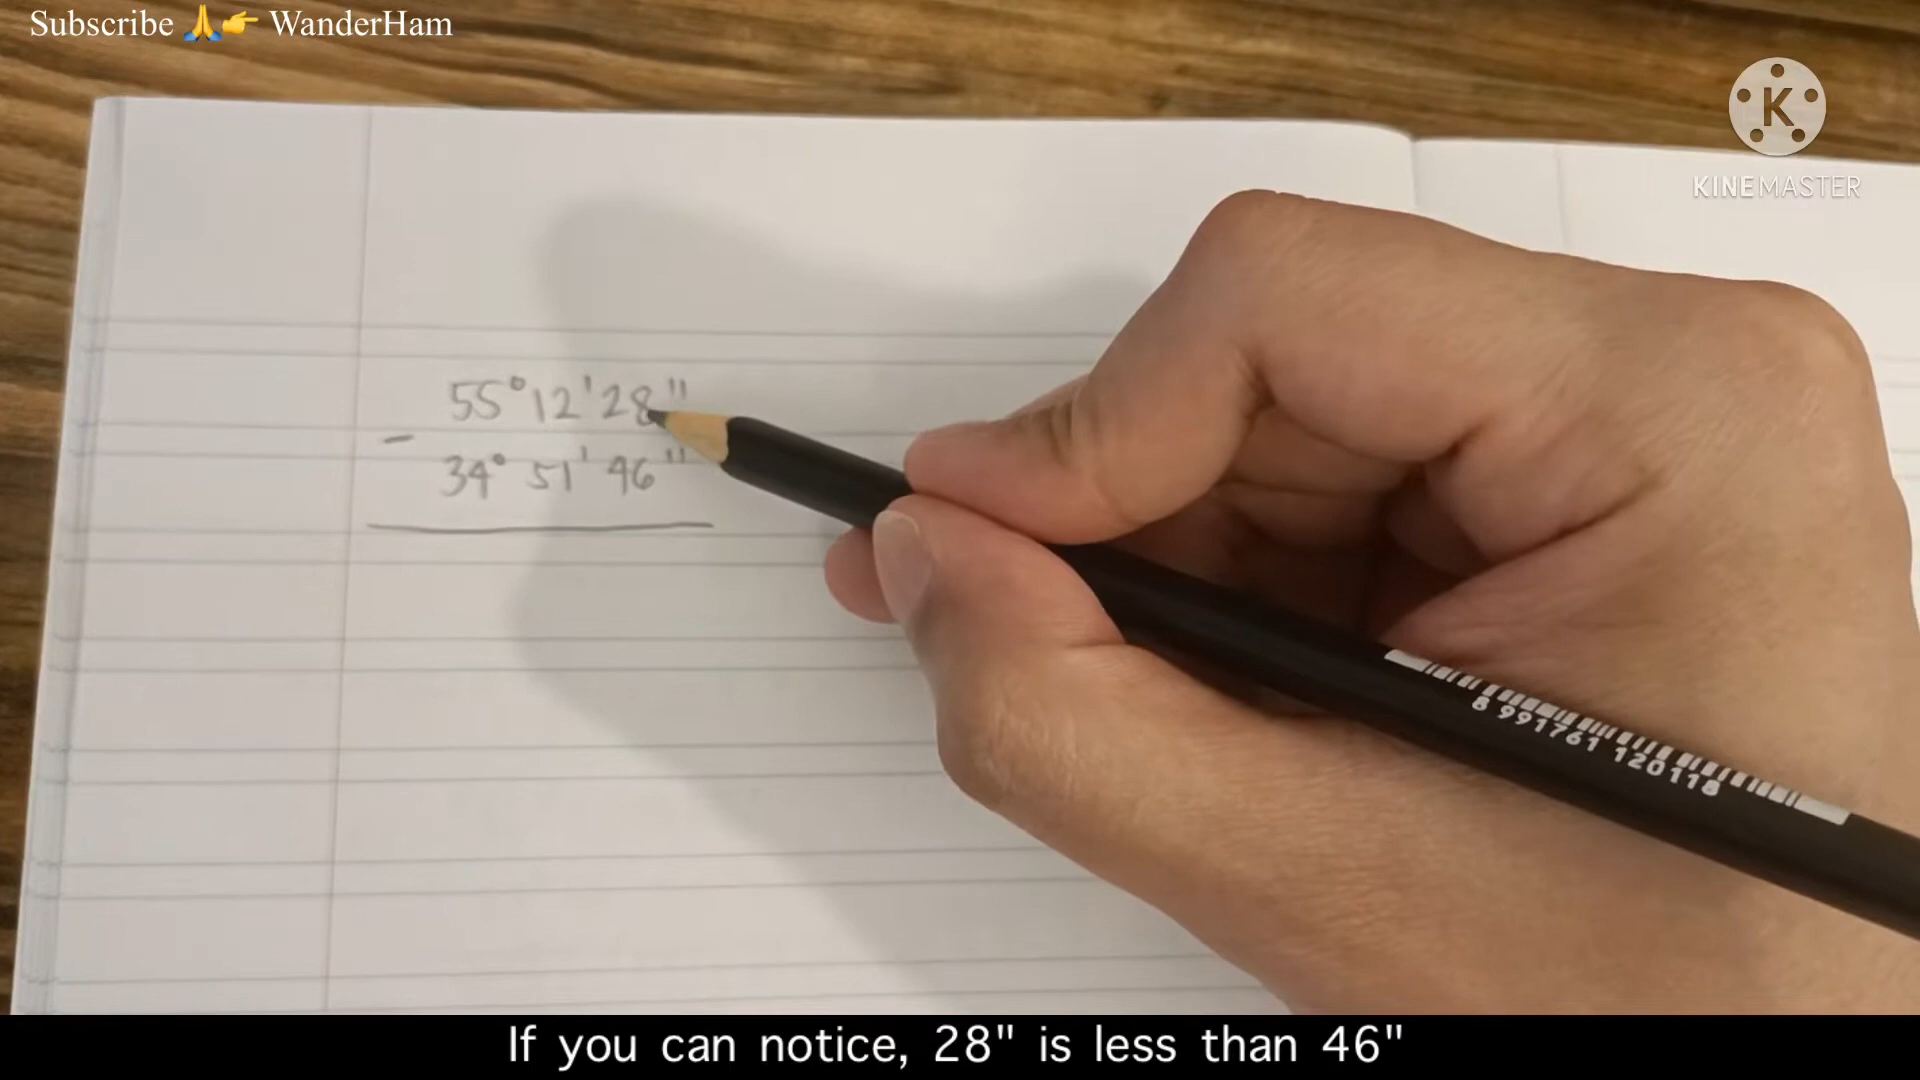 Subscribe 🙏👉 WanderHam
K
KINEMASTER
55°12'28"
- 34° 51' 46"
8 991761 120118
If you can notice, 28" is less than 46"